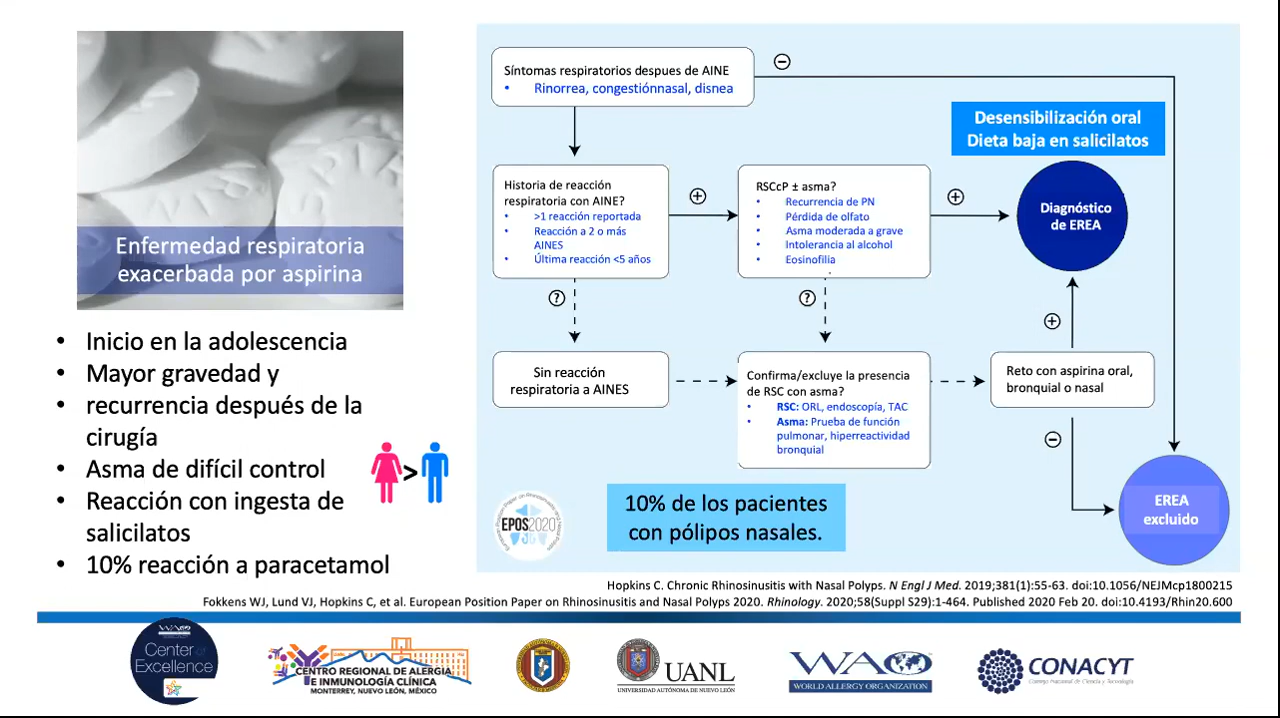 Enfermedad respiratoria
exacerbada por aspirina
• Inicio en la adolescencia
• Mayor gravedad y
• recurrencia después de la
cirugía
• Asma de difícil control
• Reacción con ingesta de
salicilatos
• 10% reacción a paracetamol
>
Síntomas respiratorios despues de AINE
• Rinorrea, congestiónnasal, disnea
−
Desensibilización oral
Dieta baja en salicilatos
Historia de reacción
respiratoria con AINE?
• >1 reacción reportada
• Reacción a 2 o más
AINES
• Última reacción <5 años
+
RSCcP ± asma?
• Recurrencia de PN
• Pérdida de olfato
• Asma moderada a grave
• Intolerancia al alcohol
• Eosinofilia
+
Diagnóstico
de EREA
?
?
+
Sin reacción
respiratoria a AINES
Confirma/excluye la presencia
de RSC con asma?
• RSC: ORL, endoscopía, TAC
• Asma: Prueba de función
pulmonar, hiperreactividad
bronquial
Reto con aspirina oral,
bronquial o nasal
−
EREA
excluido
EPOS2020
10% de los pacientes
con pólipos nasales.
Hopkins C. Chronic Rhinosinusitis with Nasal Polyps. N Engl J Med. 2019;381(1):55-63. doi:10.1056/NEJMcp1800215
Fokkens WJ, Lund VJ, Hopkins C, et al. European Position Paper on Rhinosinusitis and Nasal Polyps 2020. Rhinology. 2020;58(Suppl S29):1-464. Published 2020 Feb 20. doi:10.4193/Rhin20.600
WAO
Center of
Excellence
CENTRO REGIONAL DE ALERGIA
E INMUNOLOGÍA CLÍNICA
MONTERREY, NUEVO LEÓN, MÉXICO
UANL
UNIVERSIDAD AUTÓNOMA DE NUEVO LEÓN
WAO
WORLD ALLERGY ORGANIZATION
CONACYT
Consejo Nacional de Ciencia y Tecnología